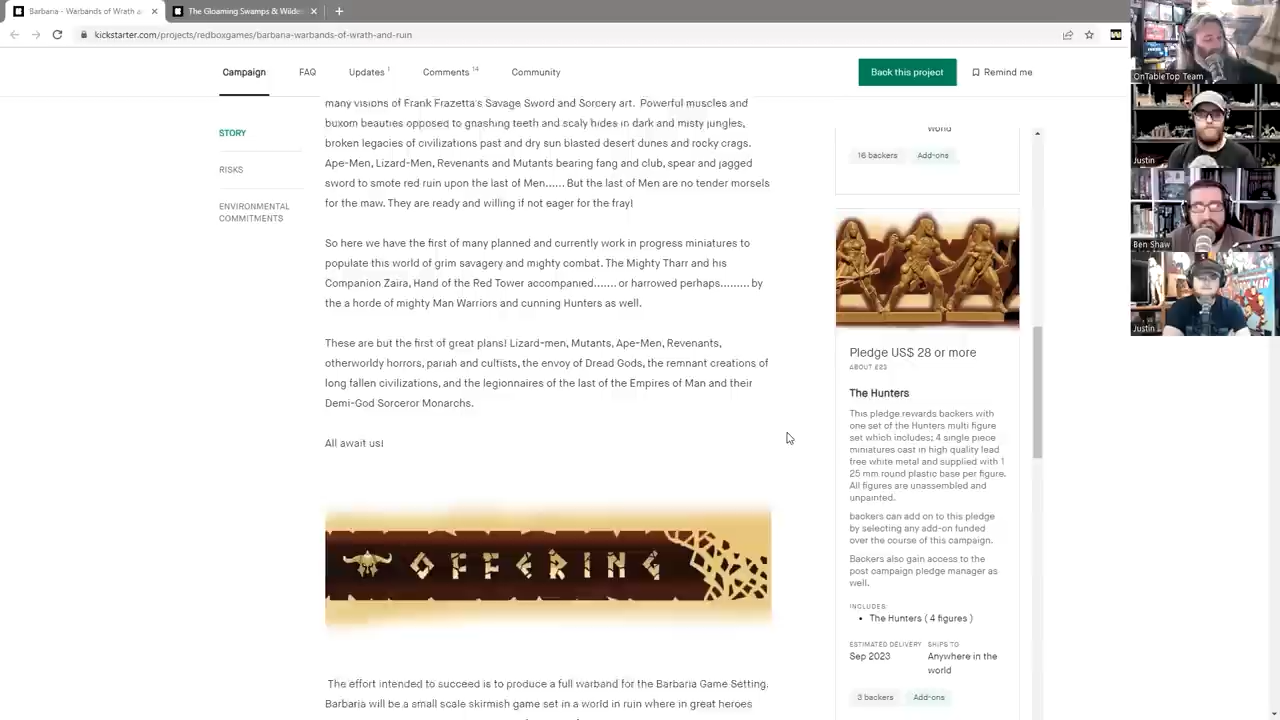 Barbaria - Warbands of Wrath an
The Gloaming Swamps & Wilde
kickstarter.com/projects/redboxgames/barbaria-warbands-of-wrath-and-ruin
Campaign
FAQ
Updates 1
Comments 14
Community
Back this project
Remind me
STORY
RISKS
ENVIRONMENTAL
COMMITMENTS
many visions of Frank Frazetta's Savage Sword and Sorcery art. Powerful muscles and
buxom beauties opposed to gnashing teeth and scaly hides in dark and misty jungles,
broken legacies of civilizations past and dry sun blasted desert dunes and rocky crags.
Ape-Men, Lizard-Men, Revenants and Mutants bearing fang and club, spear and jagged
sword to smote red ruin upon the last of Men...... But the last of Men are no tender morsels
for the maw. They are ready and willing if not eager for the fray!
So here we have the first of many planned and currently work in progress miniatures to
populate this world of grim savagery and mighty combat. The Mighty Tharr and his
Companion Zaira, Hand of the Red Tower accompanied....... or harrowed perhaps......... by
the a horde of mighty Man Warriors and cunning Hunters as well.
These are but the first of great plans! Lizard-men, Mutants, Ape-Men, Revenants,
otherworldy horrors, pariah and cultists, the envoy of Dread Gods, the remnant creations of
long fallen civilizations, and the legionnaires of the last of the Empires of Man and their
Demi-God Sorceror Monarchs.
All await us!
OFFERING
The effort intended to succeed is to produce a full warband for the Barbaria Game Setting.
Barbaria will be a small scale skirmish game set in a world in ruin where in great heroes
world
16 backers
Add-ons
Pledge US$ 28 or more
ABOUT £23
The Hunters
This pledge rewards backers with
one set of the Hunters multi figure
set which includes; 4 single piece
miniatures cast in high quality lead
free white metal and supplied with 1
25 mm round plastic base per figure.
All figures are unassembled and
unpainted.
backers can add on to this pledge
by selecting any add-on funded
over the course of this campaign.
Backers also gain access to the
post campaign pledge manager as
well.
INCLUDES:
• The Hunters ( 4 figures )
ESTIMATED DELIVERY
SHIPS TO
Sep 2023
Anywhere in the
world
3 backers
Add-ons
OnTableTop Team
Justin
Ben Shaw
Justin